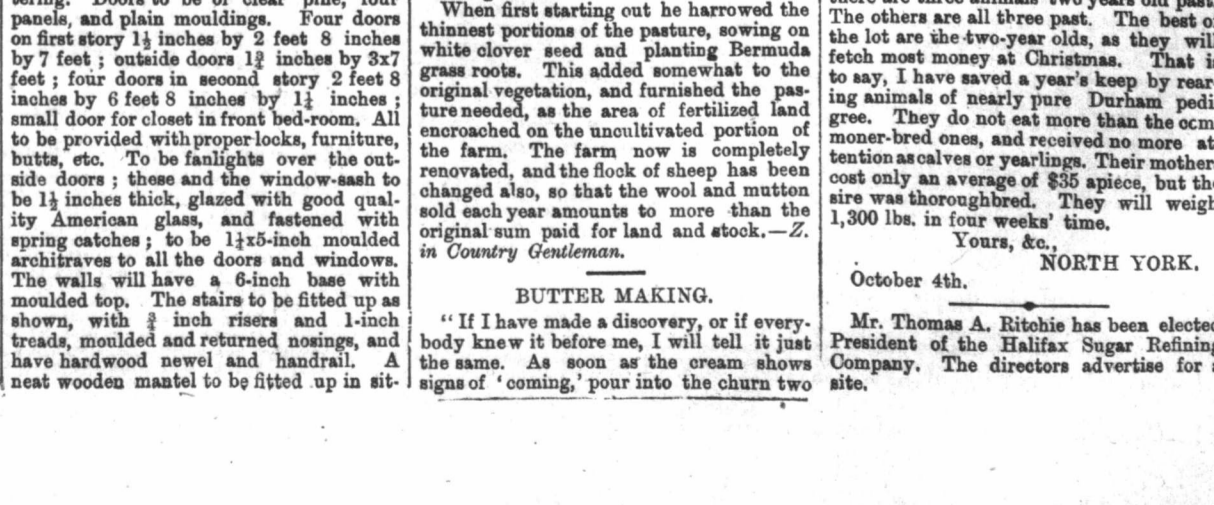 panels, and plain mouldings. Four doors
on first story 1½ inches by 2 feet 8 inches
by 7 feet ; outside doors 1¾ inches by 3x7
feet ; four doors in second story 2 feet 8
inches by 6 feet 8 inches by 1¼ inches ;
small door for closet in front bed-room. All
to be provided with proper locks, furniture,
butts, etc. To be fanlights over the out-
side doors ; these and the window-sash to
be 1½ inches thick, glazed with good qual-
ity American glass, and fastened with
spring catches ; to be 1¼x5-inch moulded
architraves to all the doors and windows.
The walls will have a 6-inch base with
moulded top. The stairs to be fitted up as
shown, with ¾ inch risers and 1-inch
treads, moulded and returned nosings, and
have hardwood newel and handrail. A
neat wooden mantel to be fitted up in sit-
When first starting out he harrowed the
thinnest portions of the pasture, sowing on
white clover seed and planting Bermuda
grass roots. This added somewhat to the
original vegetation, and furnished the pas-
ture needed, as the area of fertilized land
encroached on the uncultivated portion of
the farm. The farm now is completely
renovated, and the flock of sheep has been
changed also, so that the wool and mutton
sold each year amounts to more than the
original sum paid for land and stock.—Z.
in Country Gentleman.
BUTTER MAKING.
“ If I have made a discovery, or if every-
body knew it before me, I will tell it just
the same. As soon as the cream shows
signs of ‘ coming,’ pour into the churn two
there are three animals two years old past.
The others are all three past. The best of
the lot are the two-year olds, as they will
fetch most money at Christmas. That is
to say, I have saved a year's keep by rear-
ing animals of nearly pure Durham pedi-
gree. They do not eat more than the com-
moner-bred ones, and received no more at-
tention as calves or yearlings. Their mother
cost only an average of $35 apiece, but the
sire was thoroughbred. They will weigh
1,300 lbs. in four weeks' time.
Yours, &c.,
NORTH YORK.
October 4th.
Mr. Thomas A. Ritchie has been elected
President of the Halifax Sugar Refining
Company. The directors advertise for a
site.